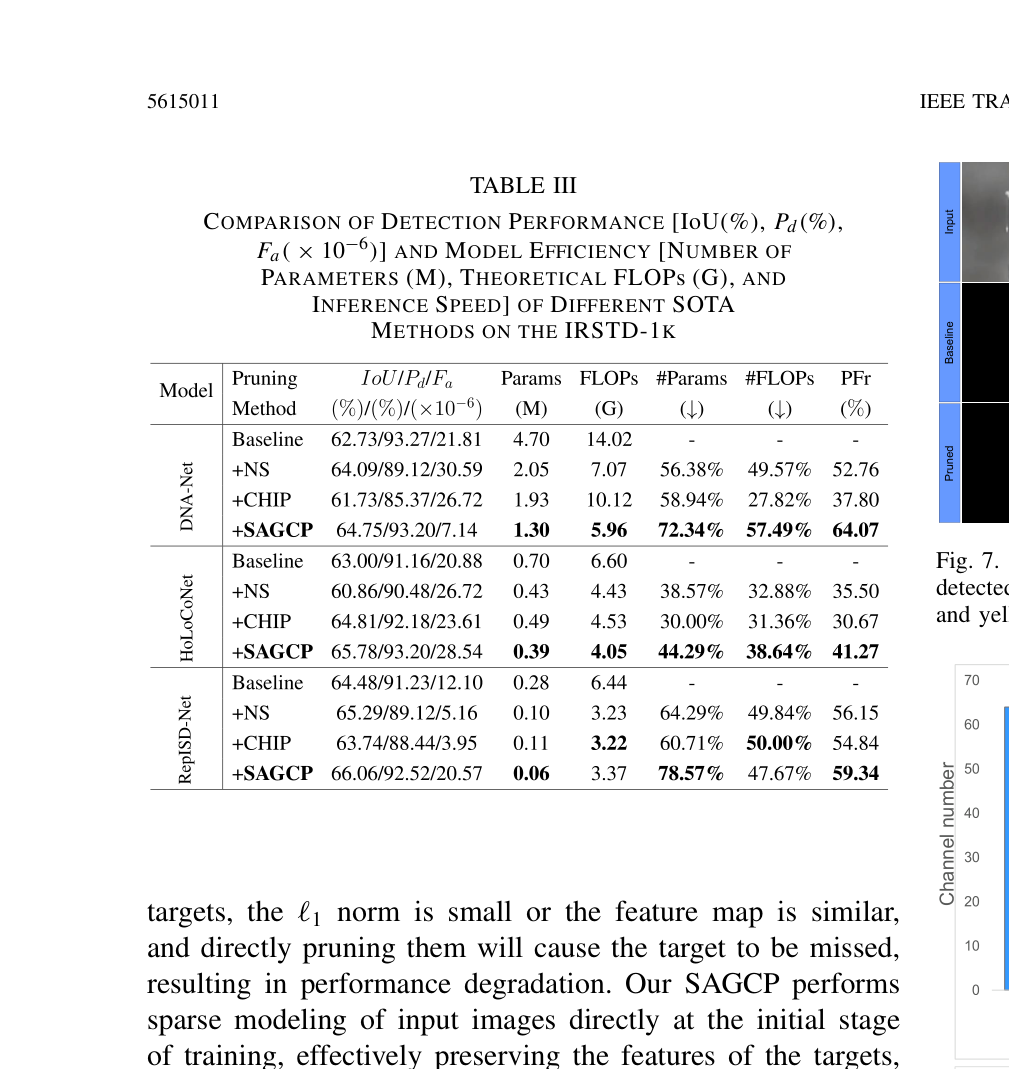 5615011
IEEE TRA
TABLE III
COMPARISON OF DETECTION PERFORMANCE [IoU(%), P_d(%),
F_a( × 10^{−6})] AND MODEL EFFICIENCY [NUMBER OF
PARAMETERS (M), THEORETICAL FLOPS (G), AND
INFERENCE SPEED] OF DIFFERENT SOTA
METHODS ON THE IRSTD-1K
Model Pruning Method IoU/P_d/F_a (%)/(%)/(×10^{−6}) Params (M) FLOPs (G) #Params (↓) #FLOPs (↓) PFr (%)
DNA-Net
Baseline 62.73/93.27/21.81 4.70 14.02 - - -
+NS 64.09/89.12/30.59 2.05 7.07 56.38% 49.57% 52.76
+CHIP 61.73/85.37/26.72 1.93 10.12 58.94% 27.82% 37.80
+SAGCP 64.75/93.20/7.14 1.30 5.96 72.34% 57.49% 64.07
HoLoCoNet
Baseline 63.00/91.16/20.88 0.70 6.60 - - -
+NS 60.86/90.48/26.72 0.43 4.43 38.57% 32.88% 35.50
+CHIP 64.81/92.18/23.61 0.49 4.53 30.00% 31.36% 30.67
+SAGCP 65.78/93.20/28.54 0.39 4.05 44.29% 38.64% 41.27
RepISD-Net
Baseline 64.48/91.23/12.10 0.28 6.44 - - -
+NS 65.29/89.12/5.16 0.10 3.23 64.29% 49.84% 56.15
+CHIP 63.74/88.44/3.95 0.11 3.22 60.71% 50.00% 54.84
+SAGCP 66.06/92.52/20.57 0.06 3.37 78.57% 47.67% 59.34
targets, the ℓ₁ norm is small or the feature map is similar,
and directly pruning them will cause the target to be missed,
resulting in performance degradation. Our SAGCP performs
sparse modeling of input images directly at the initial stage
of training, effectively preserving the features of the targets,
Input
Baseline
Pruned
Fig. 7.
detected
and yel
Channel number
70
60
50
40
30
20
10
0